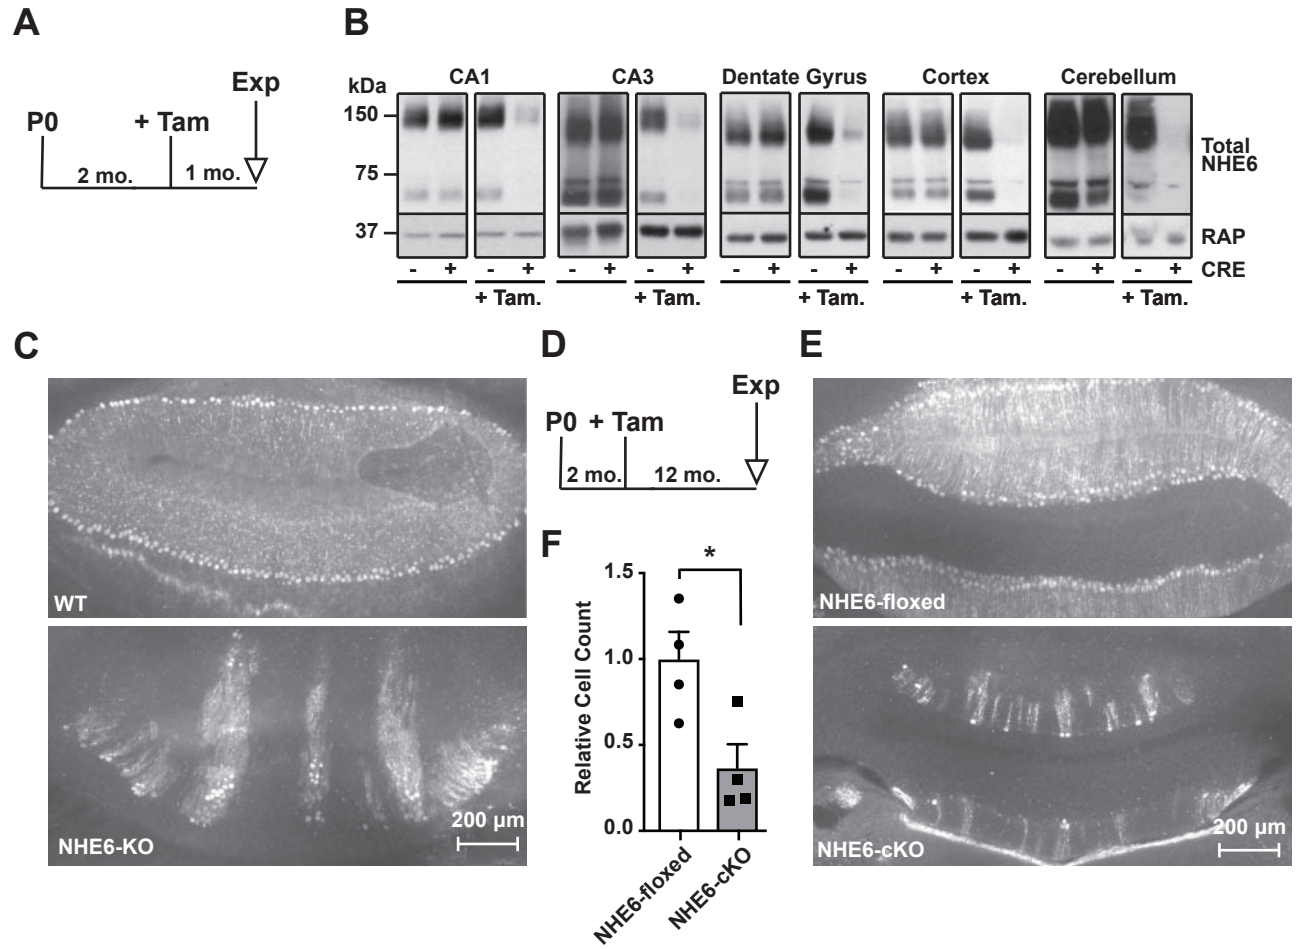 A
P0
+ Tam
Exp
2 mo.
1 mo.
B
kDa
CA1
CA3
Dentate Gyrus
Cortex
Cerebellum
150
75
37
Total
NHE6
RAP
CRE
- + - + - + - + - + - + - + - + - + - +
+ Tam. + Tam. + Tam. + Tam. + Tam.
C
WT
NHE6-KO
200 µm
D
P0 + Tam
Exp
2 mo.
12 mo.
F
*
Relative Cell Count
1.5
1.0
0.5
0.0
NHE6-floxed
NHE6-cKO
E
NHE6-floxed
NHE6-cKO
200 µm